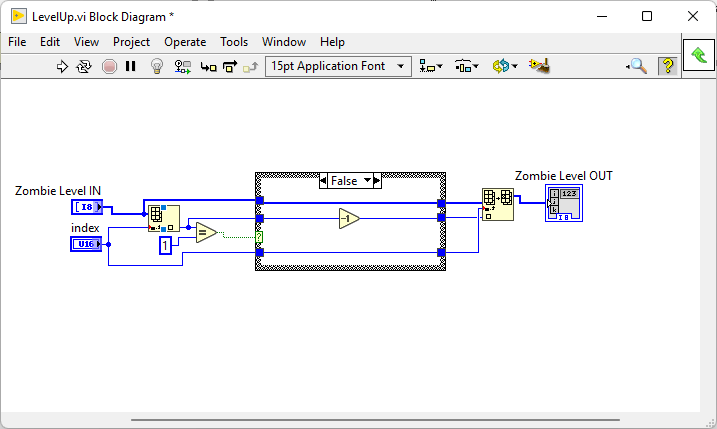 LevelUp.vi Block Diagram *
File Edit View Project Operate Tools Window Help
15pt Application Font
?
Zombie Level IN
I8
index
U16
1
=
?
False
-1
Zombie Level OUT
i 123
j
k
I8